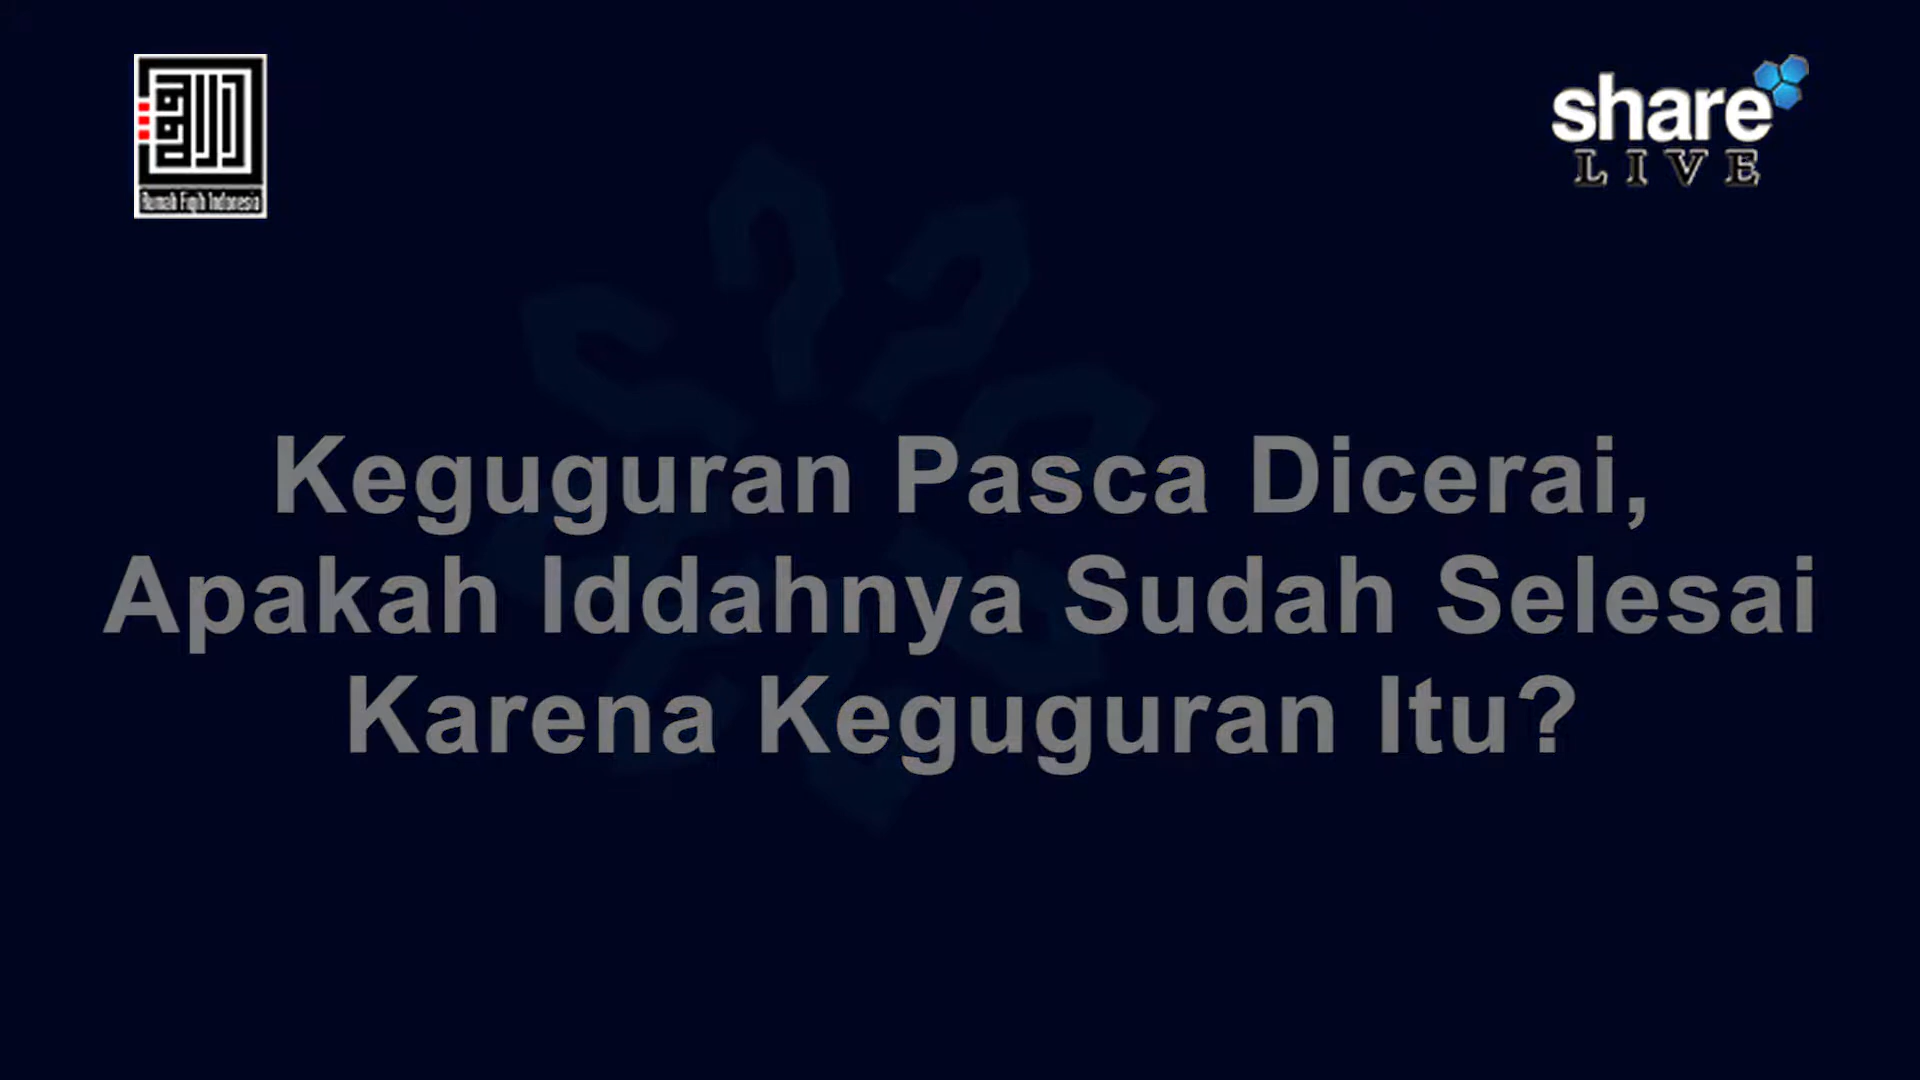 Rumah Fiqih Indonesia
share
LIVE
Keguguran Pasca Dicerai,
Apakah Iddahnya Sudah Selesai
Karena Keguguran Itu?